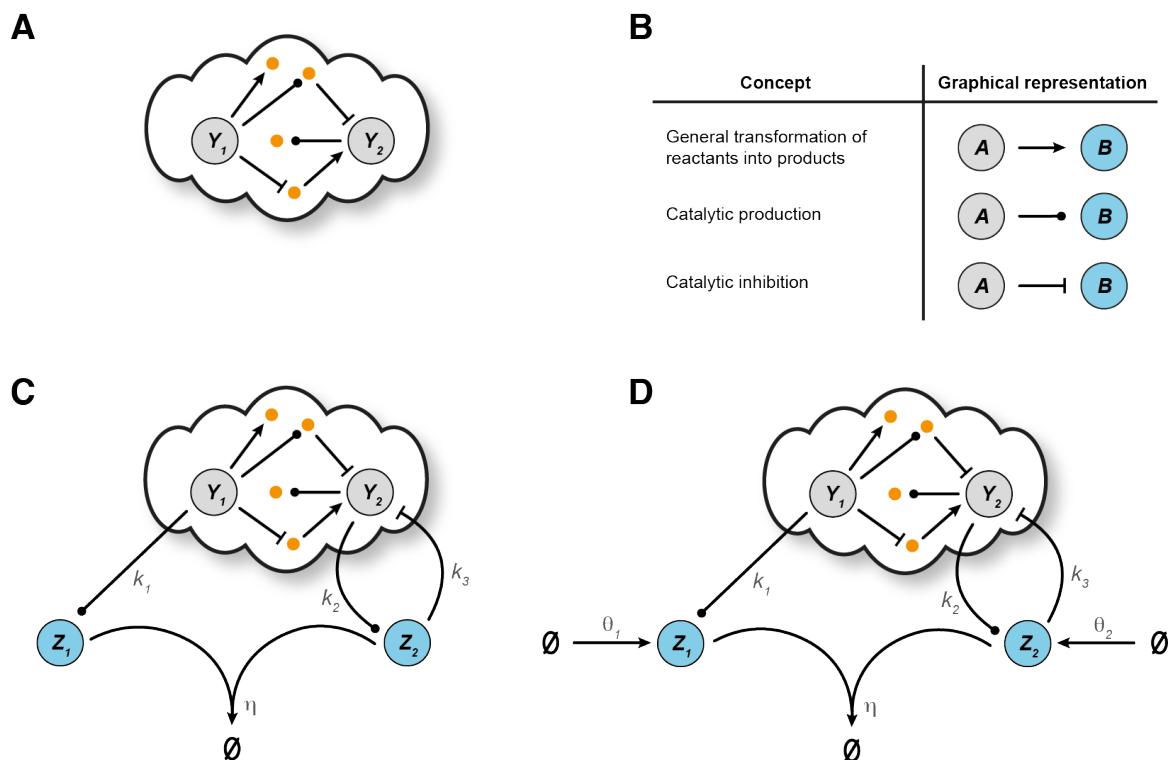 A
Y1
Y2
B
Concept
Graphical representation
General transformation of
reactants into products
A
B
Catalytic production
A
B
Catalytic inhibition
A
B
C
Y1
Y2
k1
k2
k3
Z1
Z2
η
Ø
D
Y1
Y2
k1
k2
k3
Ø
θ1
Z1
Z2
θ2
Ø
η
Ø